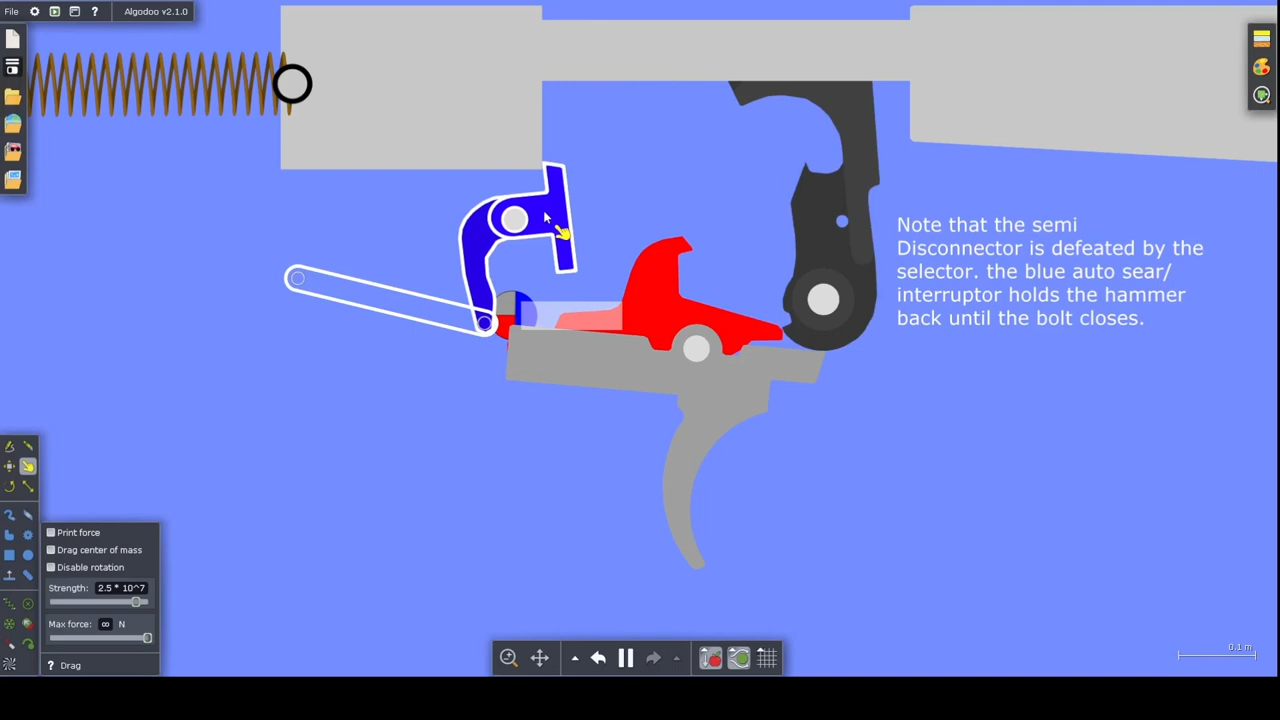 File
?
Algodoo v2.1.0
Note that the semi
Disconnector is defeated by the
selector. the blue auto sear/
interruptor holds the hammer
back until the bolt closes.
Print force
Drag center of mass
Disable rotation
Strength: 2.5 * 10^7
Max force: ∞ N
? Drag
0.1 m